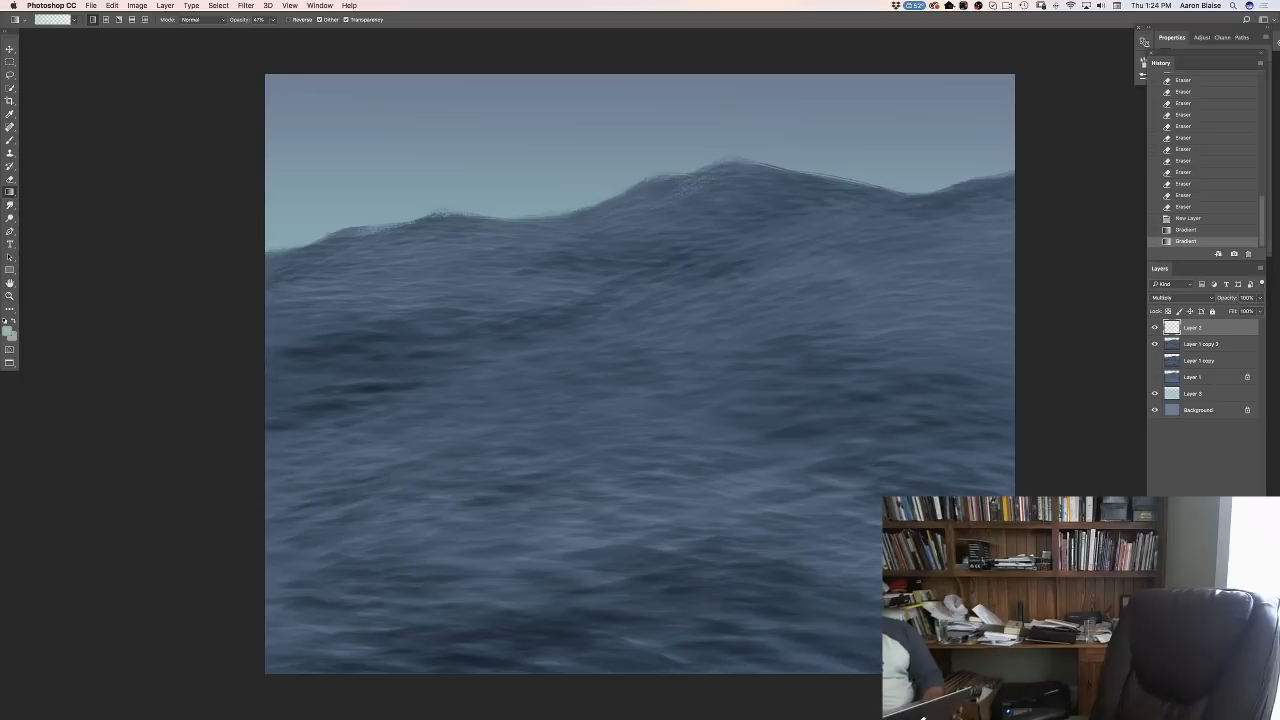 Photoshop CC File Edit Image Layer Type Select Filter 3D View Window Help 52° Thu 1:24 PM Aaron Blaise
Mode: Normal Opacity: 47% Reverse Dither Transparency
Properties Adjust Chann Paths
History
Eraser
Eraser
Eraser
Eraser
Eraser
Eraser
Eraser
Eraser
Eraser
Eraser
Eraser
Eraser
New Layer
Gradient
Gradient
Layers
Kind
Multiply Opacity: 100%
Lock: Fill: 100%
Layer 2
Layer 1 copy 2
Layer 1 copy
Layer 1
Layer 3
Background